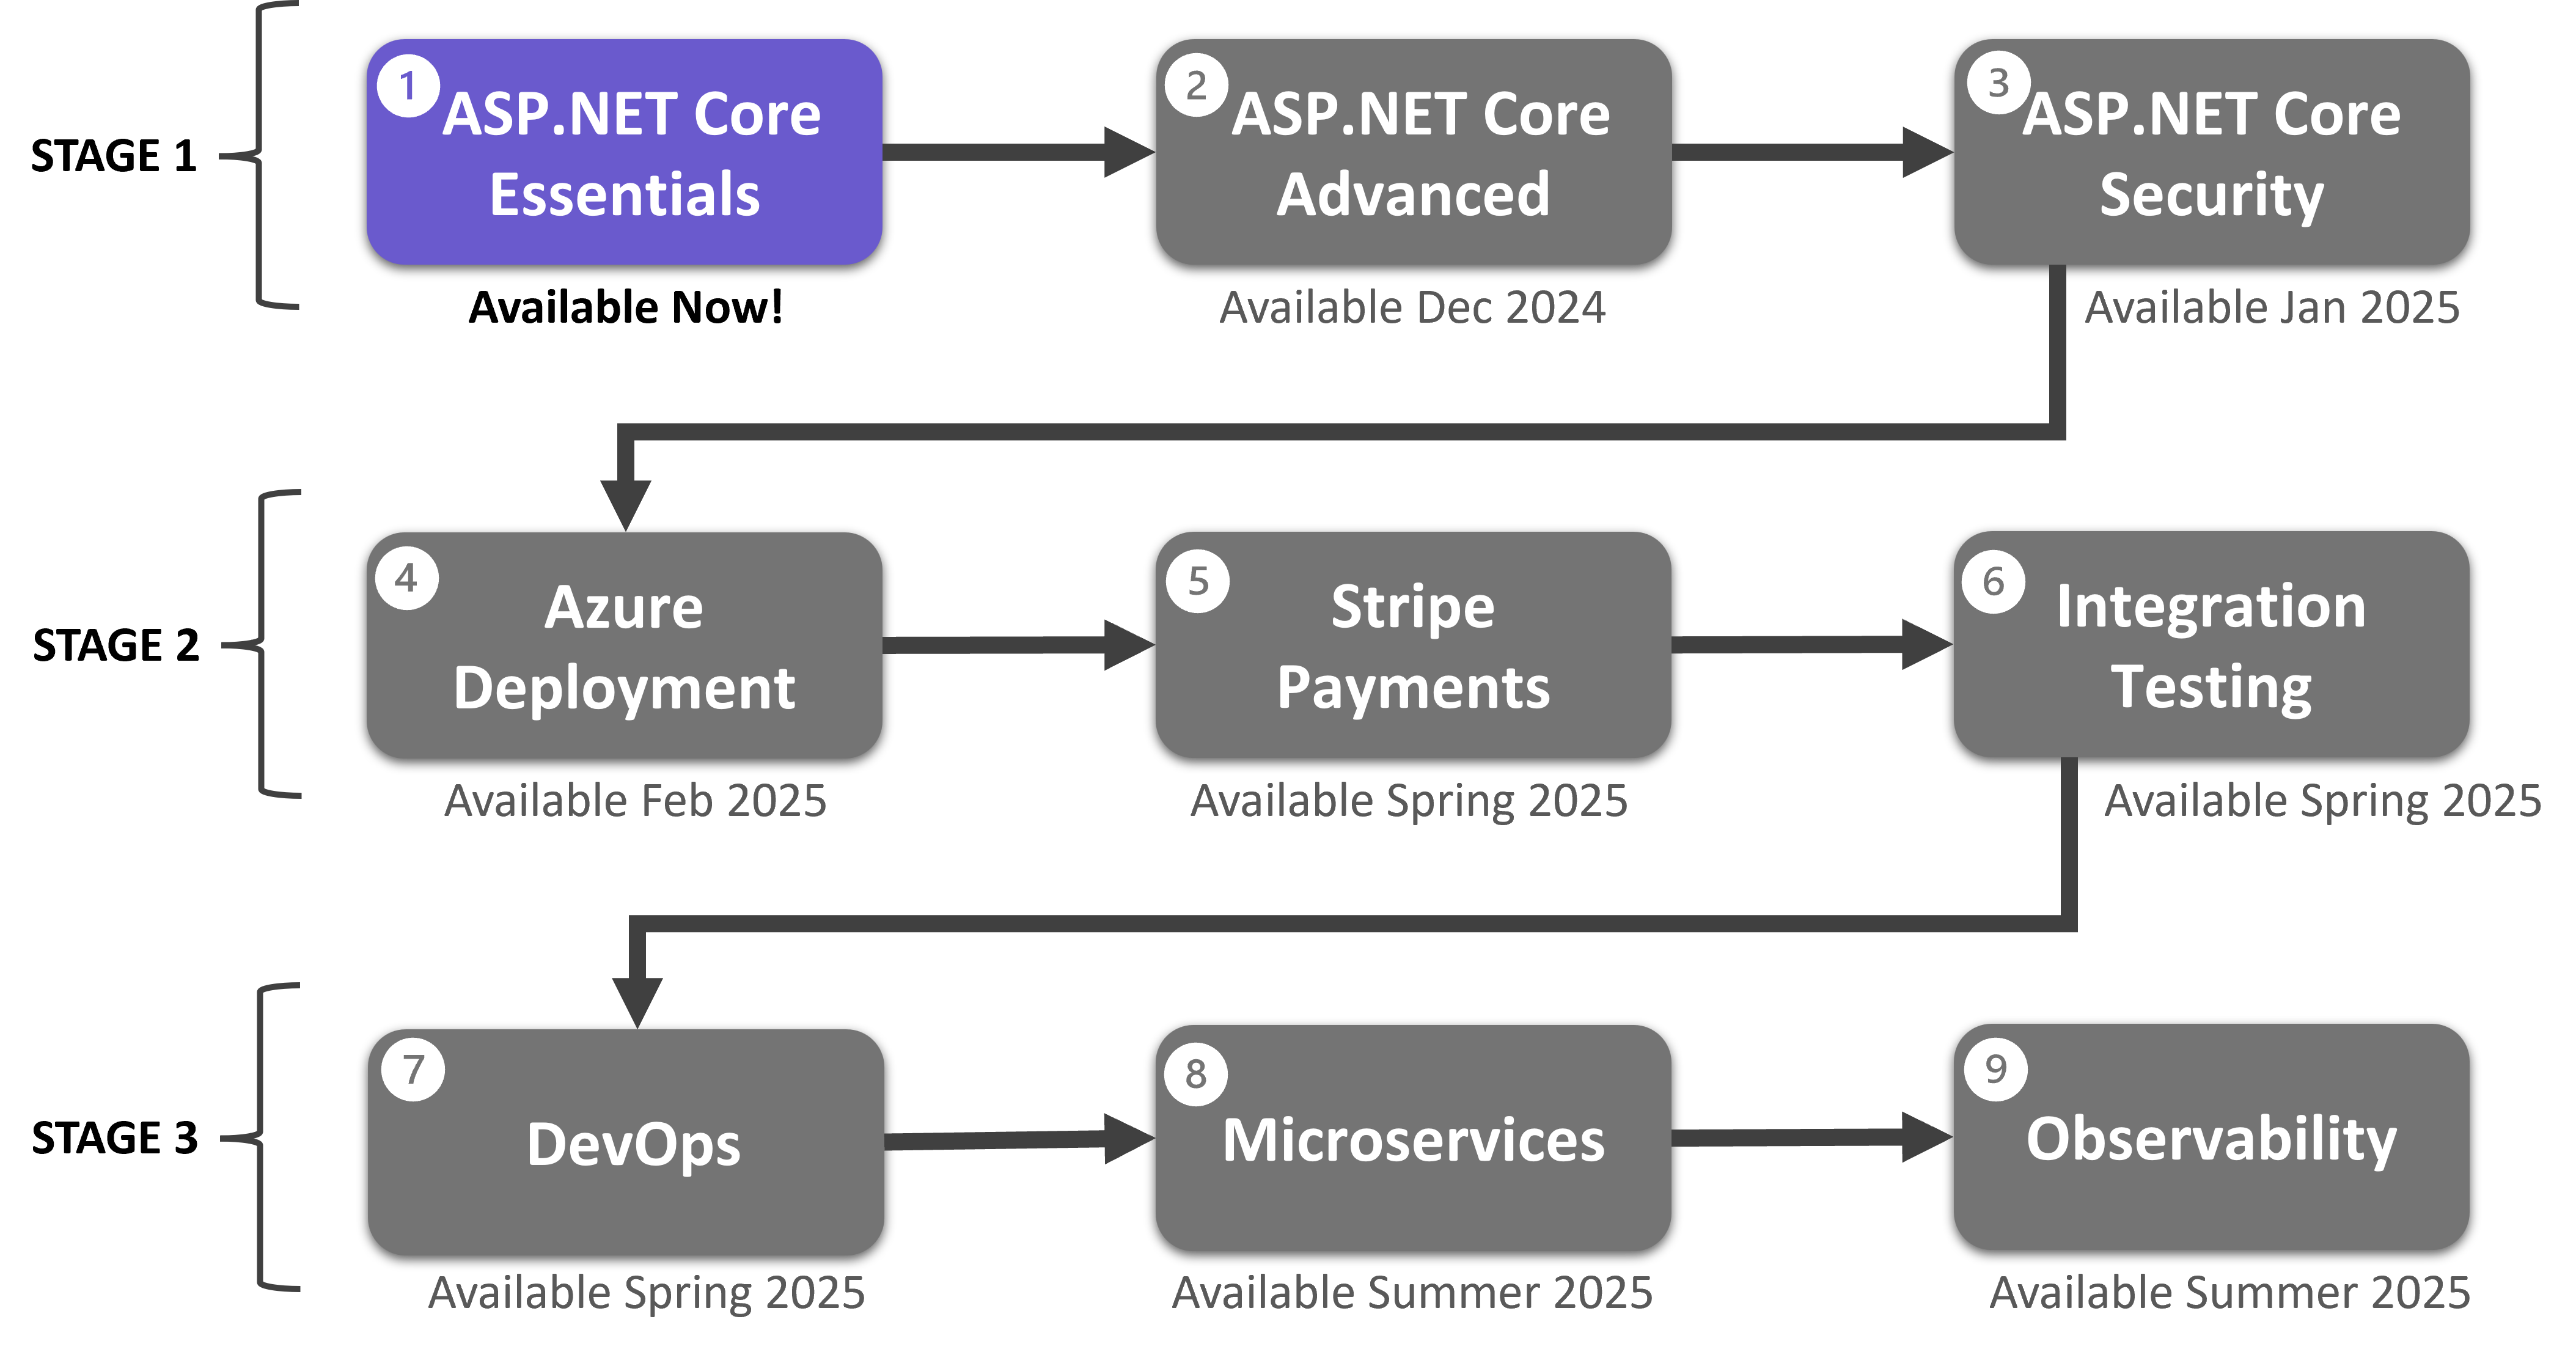 STAGE 1
1
ASP.NET Core
Essentials
Available Now!
2
ASP.NET Core
Advanced
Available Dec 2024
3
ASP.NET Core
Security
Available Jan 2025
STAGE 2
4
Azure
Deployment
Available Feb 2025
5
Stripe
Payments
Available Spring 2025
6
Integration
Testing
Available Spring 2025
STAGE 3
7
DevOps
Available Spring 2025
8
Microservices
Available Summer 2025
9
Observability
Available Summer 2025